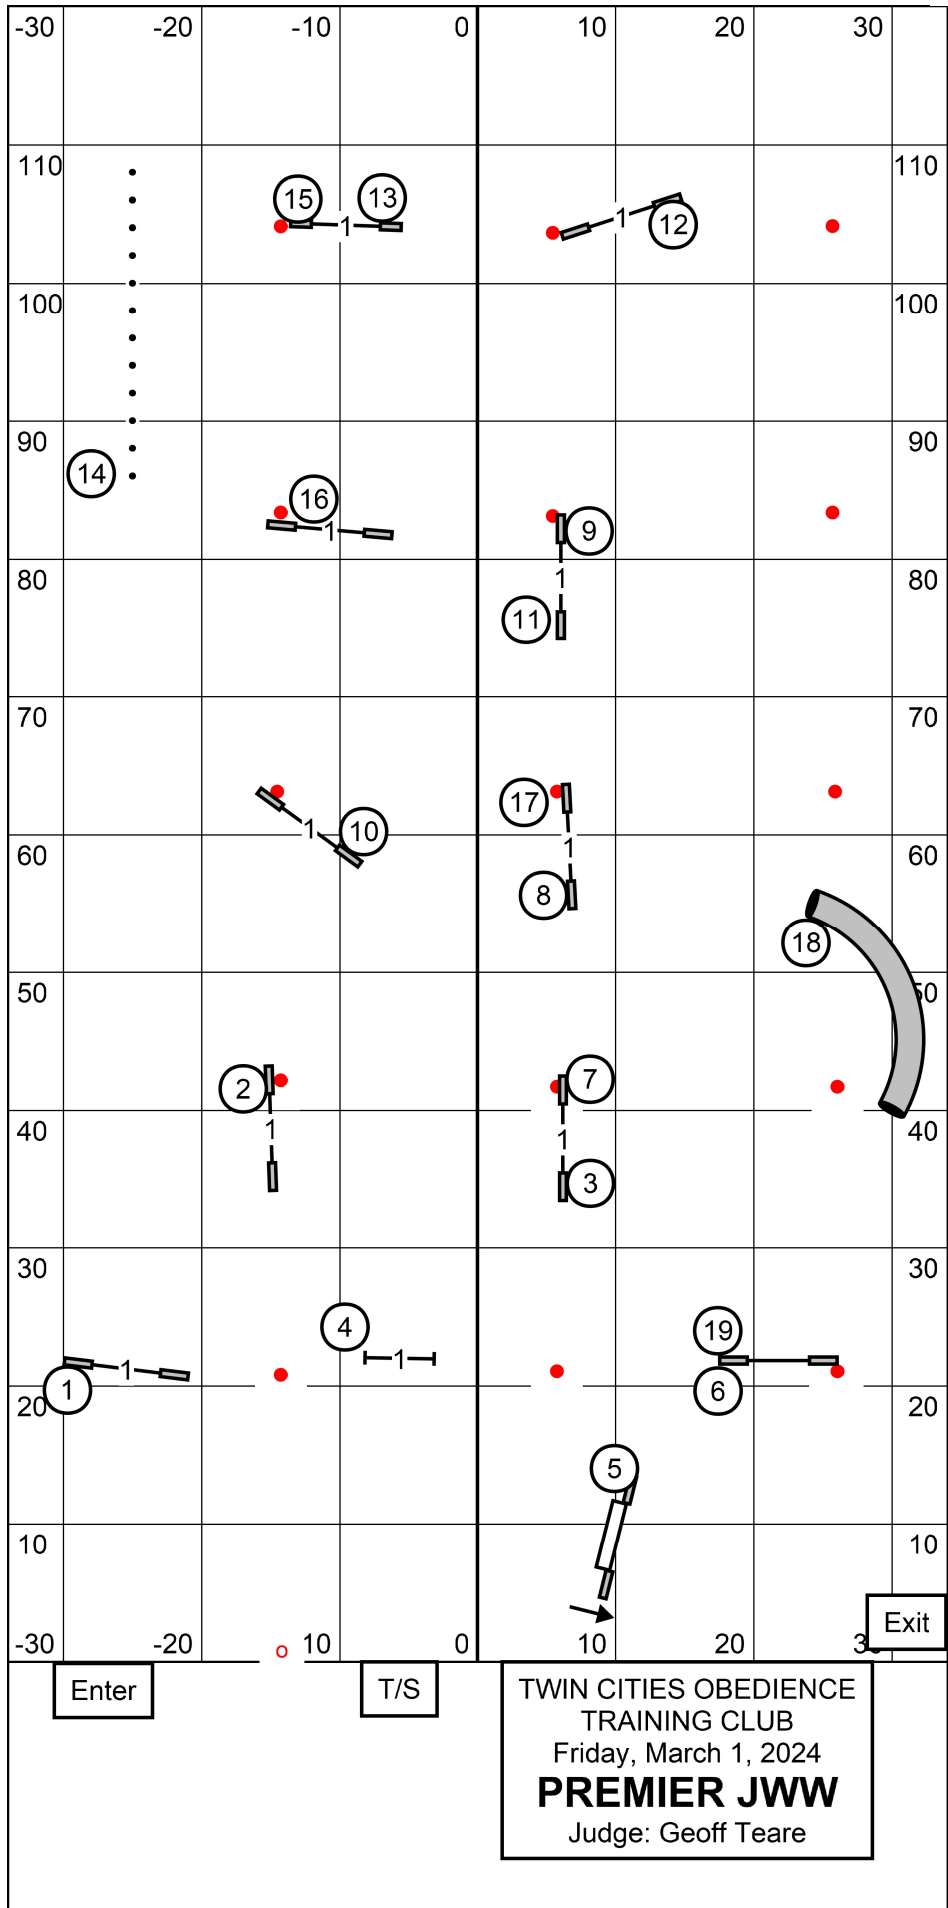 -30 -20 -10 0 10 20 30
110 110
15 13 1 1 12
100 100
90 90
14 16 1 9
80 80
1
11
70 70
17
1 10 1
60 60
8
18
50 50
2 7
1 1
40 40
3
30 30
4 19
1 1
1 6
20 20
5
10 10
Exit
-30 -20 10 0 10 20 3
o
Enter T/S
TWIN CITIES OBEDIENCE
TRAINING CLUB
Friday, March 1, 2024
PREMIER JWW
Judge: Geoff Teare